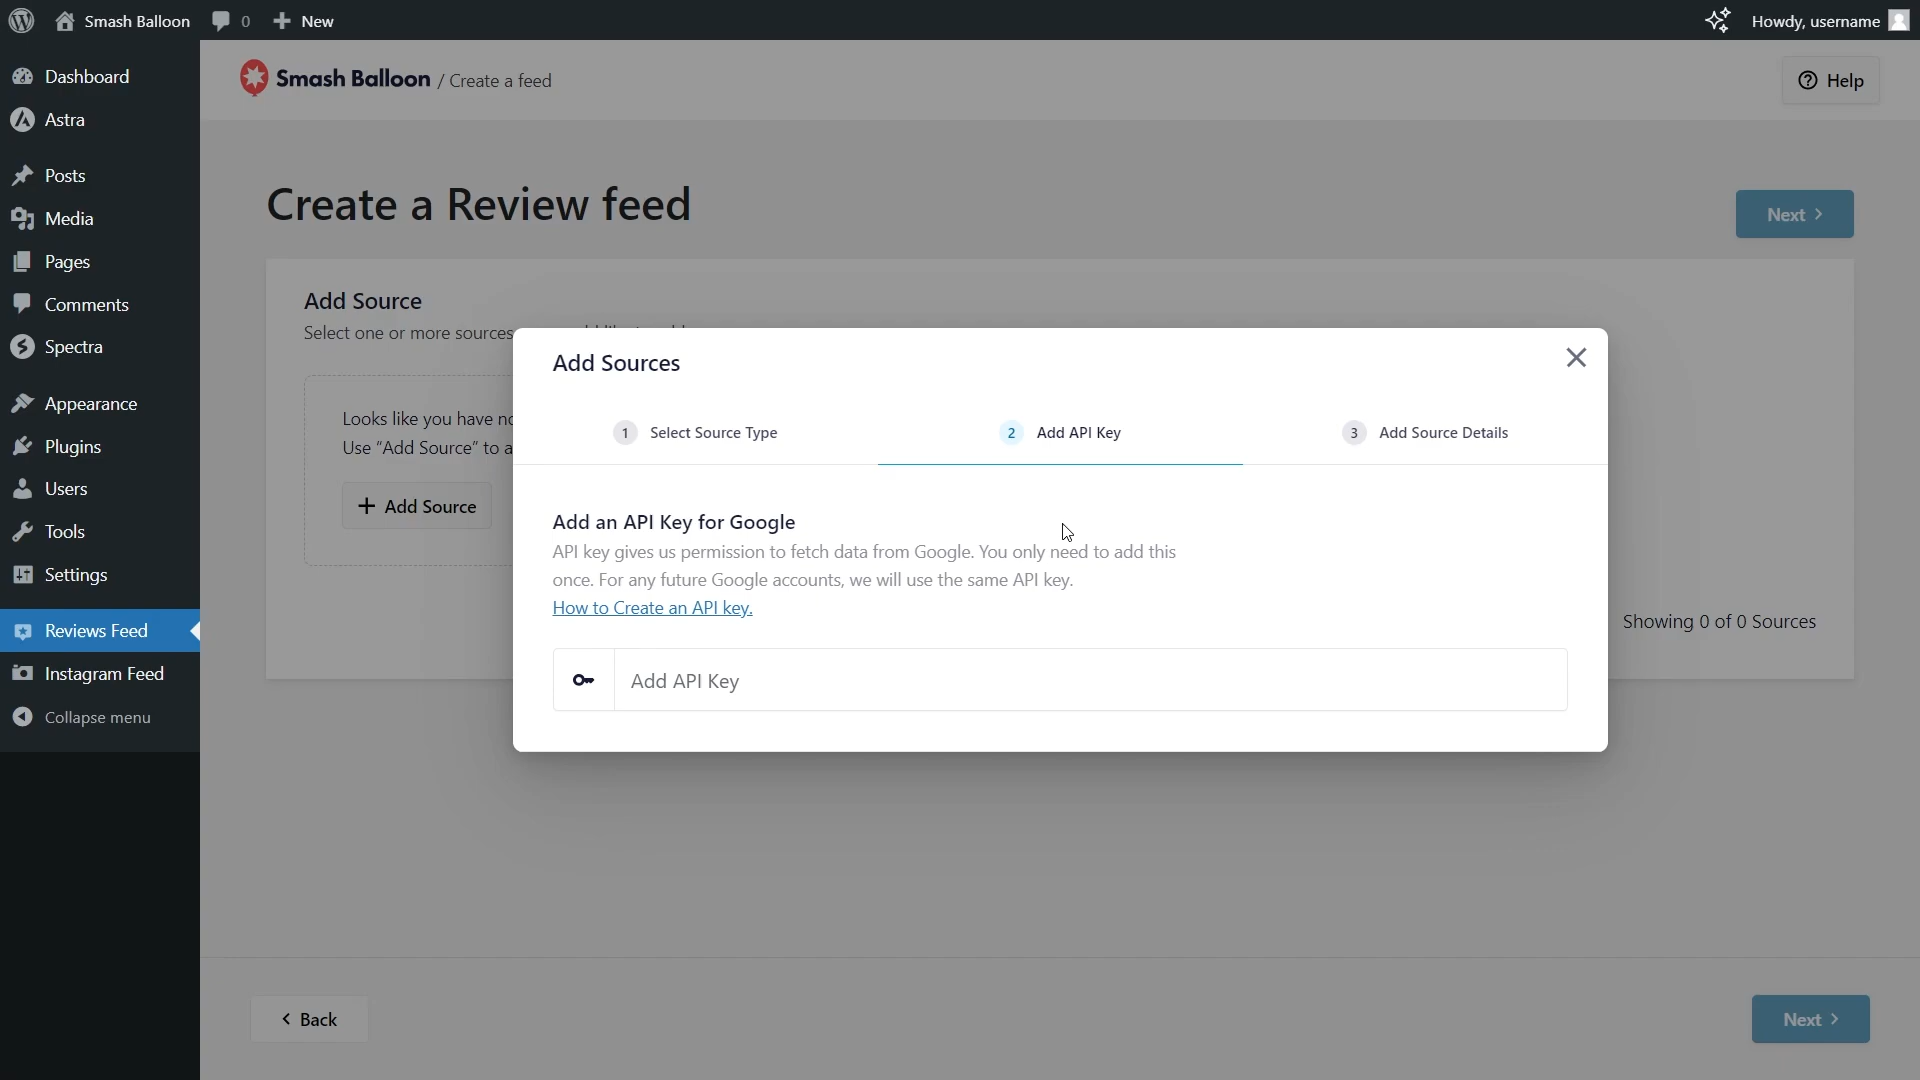 Smash Balloon
0
New
Howdy, username
Dashboard
Astra
Posts
Media
Pages
Comments
Spectra
Appearance
Plugins
Users
Tools
Settings
Reviews Feed
Instagram Feed
Collapse menu
Smash Balloon / Create a feed
Help
Create a Review feed
Next
Add Source
Select one or more sources
Looks like you have
Use "Add Source" to a
Add Source
Showing 0 of 0 Sources
Add Sources
1 Select Source Type
2 Add API Key
3 Add Source Details
Add an API Key for Google
API key gives us permission to fetch data from Google. You only need to add this
once. For any future Google accounts, we will use the same API key.
How to Create an API key.
Add API Key
Back
Next